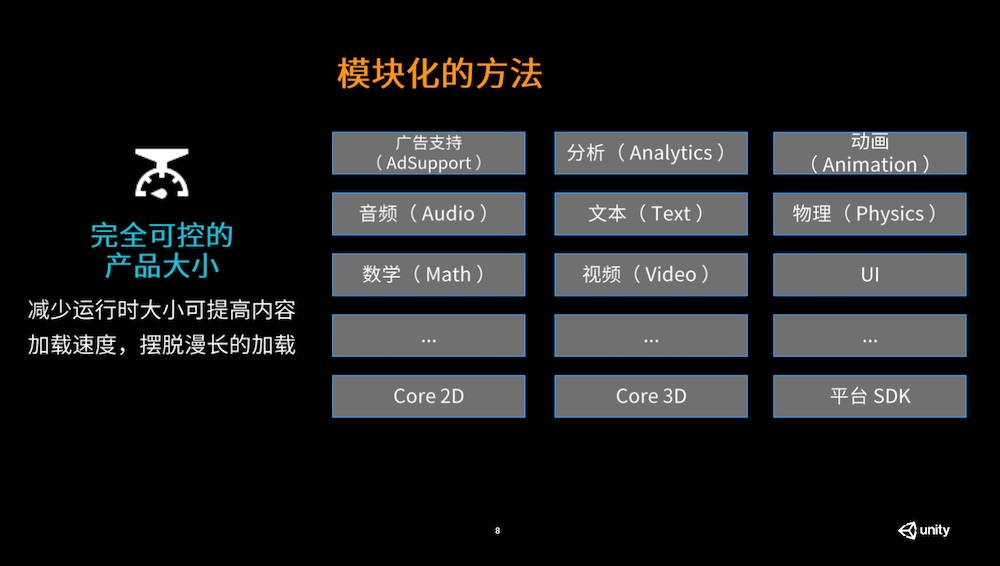 模块化的方法
完全可控的
产品大小
减少运行时大小可提高内容
加载速度，摆脱漫长的加载
广告支持
（ AdSupport ）
分析（ Analytics ）
动画
（ Animation ）
音频（ Audio ）
文本（ Text ）
物理（ Physics ）
数学（ Math ）
视频（ Video ）
UI
...
...
...
Core 2D
Core 3D
平台 SDK
8
unity